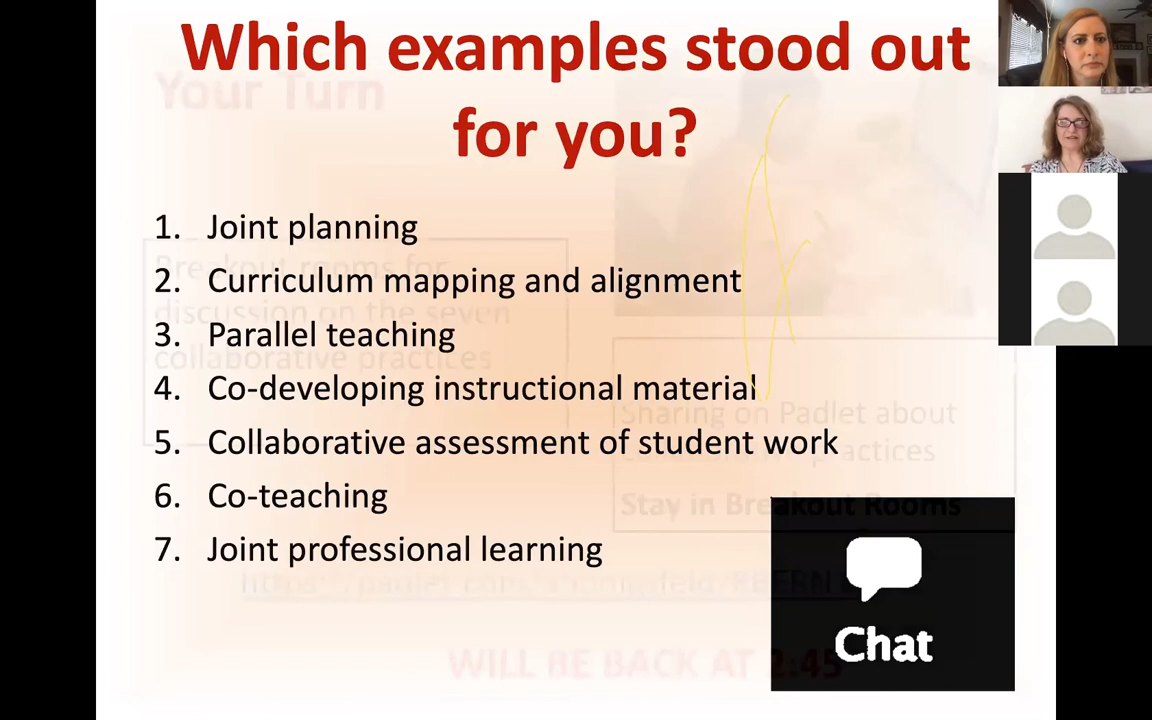 Which examples stood out
for you?
Your Turn
1. Joint planning
Breakout rooms for
2. Curriculum mapping and alignment
discussion on the seven
3. Parallel teaching
collaborative practices
4. Co-developing instructional material
Sharing on Padlet about
5. Collaborative assessment of student work
practices
6. Co-teaching
Stay in Breakout Rooms
7. Joint professional learning
Chat
WILL BE BACK AT 2:45